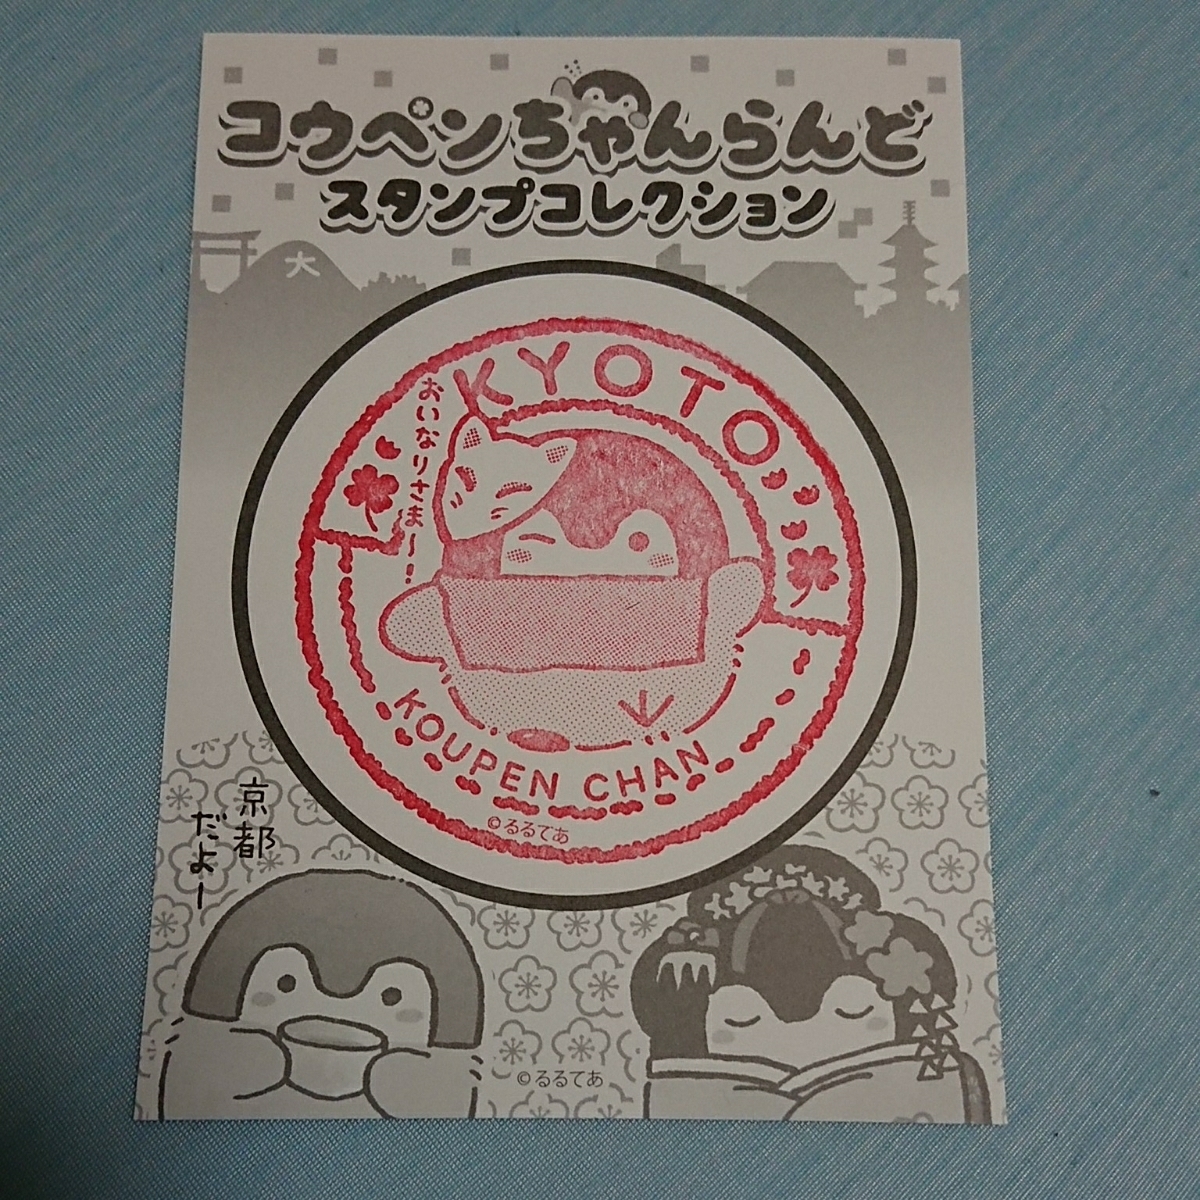 コウペンちゃんらんど
スタンプコレクション
大
KYOTO
おいなりさま〜!
KOUPEN CHAN
©るるてあ
京都
だよー
©るるてあ